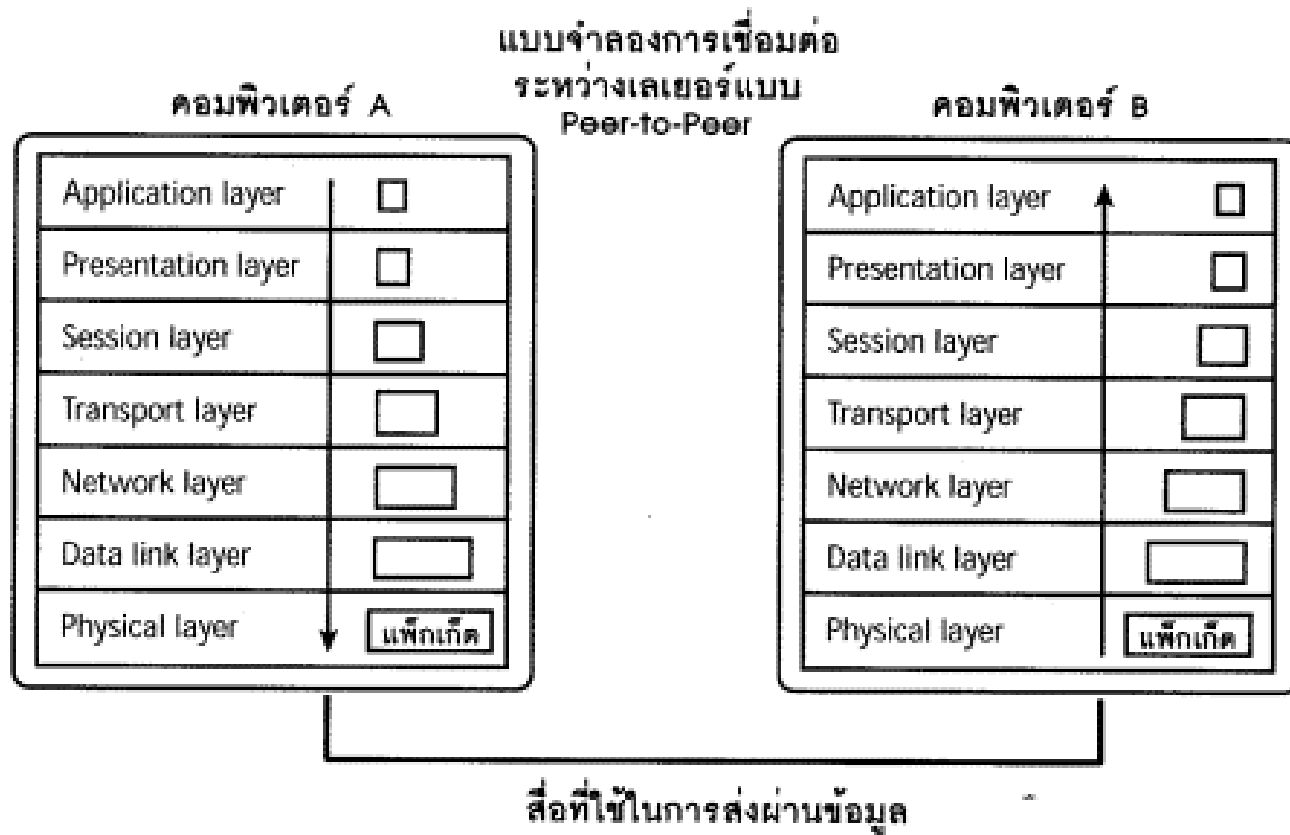 แบบจำลองการเชื่อมต่อ
ระหว่างเลเยอร์แบบ
Peer-to-Peer
คอมพิวเตอร์ A
Application layer
Presentation layer
Session layer
Transport layer
Network layer
Data link layer
Physical layer
แพ็กเก็ต
คอมพิวเตอร์ B
Application layer
Presentation layer
Session layer
Transport layer
Network layer
Data link layer
Physical layer
แพ็กเก็ต
สื่อที่ใช้ในการส่งผ่านข้อมูล